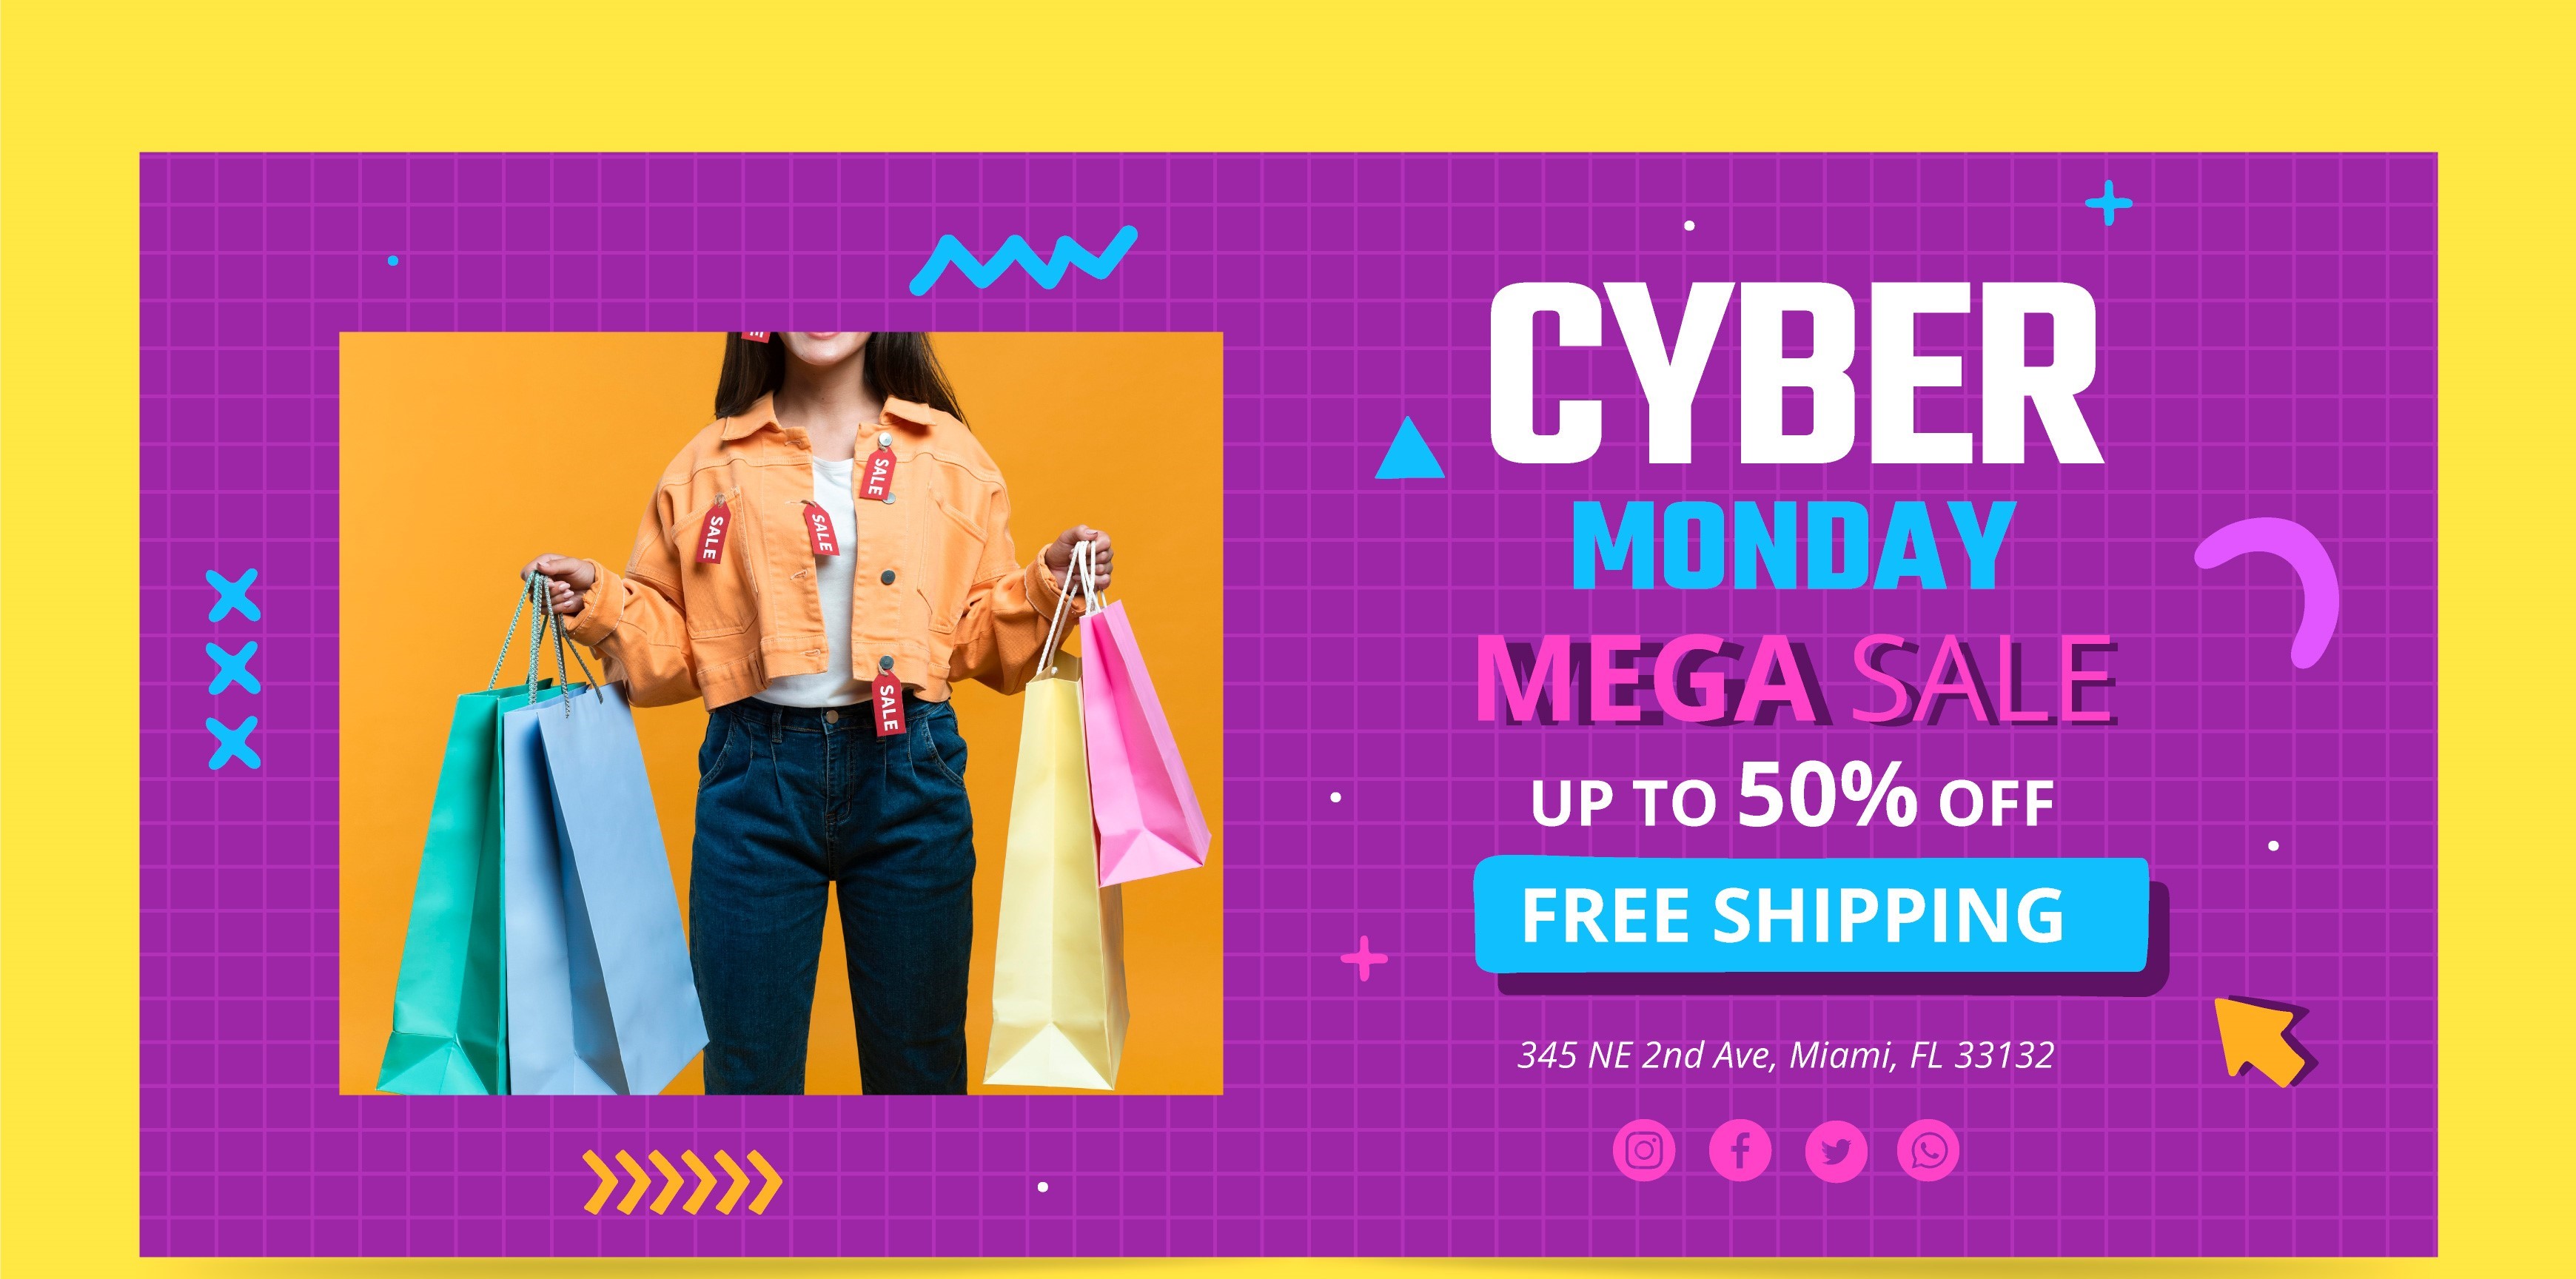 CYBER
MONDAY
MEGA SALE
UP TO 50% OFF
FREE SHIPPING
345 NE 2nd Ave, Miami, FL 33132
SALE
SALE
SALE
SALE